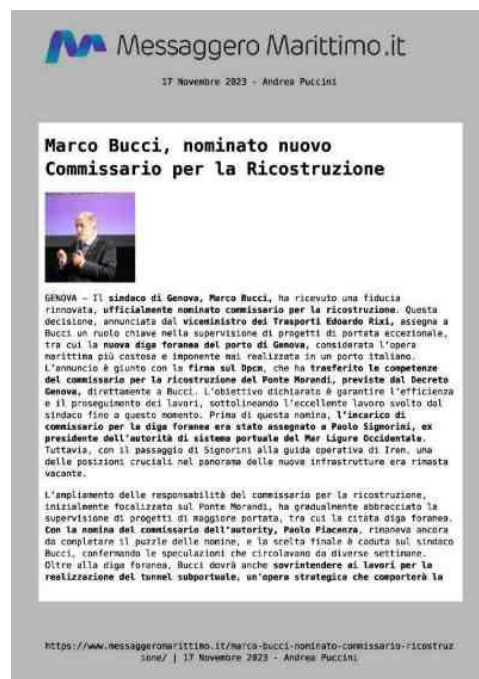 Messaggero Marittimo.it
17 Novembre 2023 - Andrea Puccini
Marco Bucci, nominato nuovo
Commissario per la Ricostruzione
GENOVA – Il sindaco di Genova, Marco Bucci, ha ricevuto una fiducia
rinnovata, ufficialmente nominato commissario per la ricostruzione. Questa
decisione, annunciata dal viceministro dei Trasporti Edoardo Rixi, assegna a
Bucci un ruolo chiave nella supervisione di progetti di portata eccezionale,
tra cui la nuova diga foranea del porto di Genova, considerata l'opera
marittima più costosa e imponente mai realizzata in un porto italiano.
L'annuncio è giunto con la firma sul Dpcm, che ha trasferito le competenze
del commissario per la ricostruzione del Ponte Morandi, previste dal Decreto
Genova, direttamente a Bucci. L'obiettivo dichiarato è garantire l'efficienza
e il proseguimento dei lavori, sottolineando l'eccellente lavoro svolto dal
sindaco fino a questo momento. Prima di questa nomina, l'incarico di
commissario per la diga foranea era stato assegnato a Paolo Signorini, ex
presidente dell'autorità di sistema portuale del Mar Ligure Occidentale.
Tuttavia, con il passaggio di Signorini alla guida operativa di Iren, una
delle posizioni cruciali nel panorama delle nuove infrastrutture era rimasta
vacante.
L'ampliamento delle responsabilità del commissario per la ricostruzione,
inizialmente focalizzato sul Ponte Morandi, ha gradualmente abbracciato la
supervisione di progetti di maggiore portata, tra cui la citata diga foranea.
Con la nomina del commissario dell'autority, Paolo Piacenza, rimaneva ancora
da completare il puzzle delle nomine, e la scelta finale è caduta sul sindaco
Bucci, confermando le speculazioni che circolavano da diverse settimane.
Oltre alla diga foranea, Bucci dovrà anche sovrintendere ai lavori per la
realizzazione del tunnel subportuale, un'opera strategica che comporterà la
https://www.messaggeromarittimo.it/marco-bucci-nominato-commissario-ricostruz
ione/ | 17 Novembre 2023 - Andrea Puccini